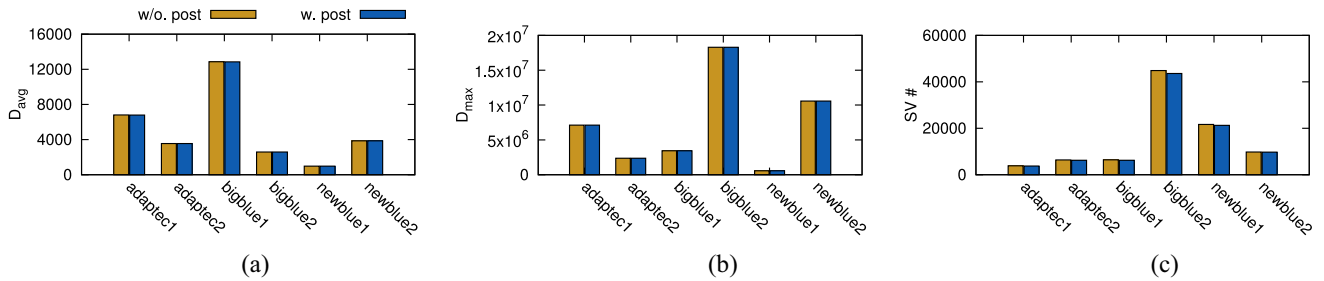 w/o. post
w. post
16000
12000
8000
4000
0
D_avg
adaptec1
adaptec2
bigblue1
bigblue2
newblue1
newblue2
(a)
2x10^7
1.5x10^7
1x10^7
5x10^6
0
D_max
adaptec1
adaptec2
bigblue1
bigblue2
newblue1
newblue2
(b)
60000
40000
20000
0
SV #
adaptec1
adaptec2
bigblue1
bigblue2
newblue1
newblue2
(c)